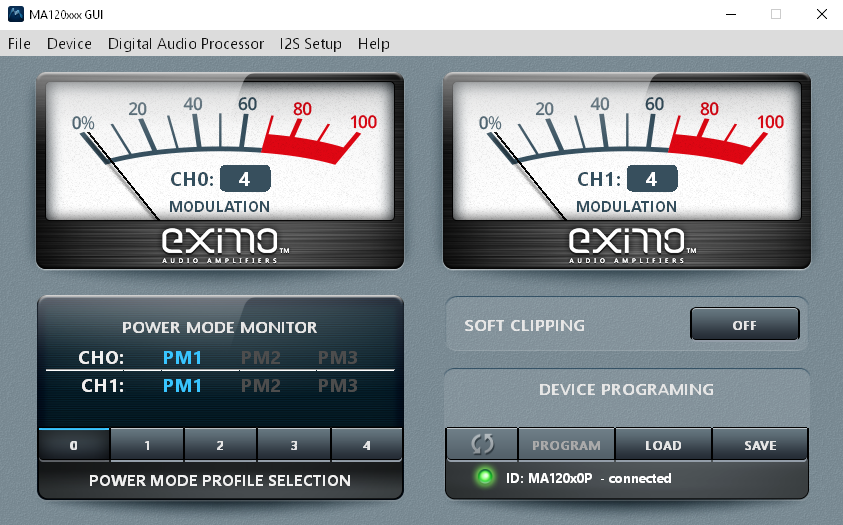 MA120xxx GUI
File Device Digital Audio Processor I2S Setup Help
0% 20 40 60 80 100
CH0: 4
MODULATION
eximo™
AUDIO AMPLIFIERS
0% 20 40 60 80 100
CH1: 4
MODULATION
eximo™
AUDIO AMPLIFIERS
POWER MODE MONITOR
CH0: PM1 PM2 PM3
CH1: PM1 PM2 PM3
0 1 2 3 4
POWER MODE PROFILE SELECTION
SOFT CLIPPING OFF
DEVICE PROGRAMING
PROGRAM LOAD SAVE
ID: MA120x0P - connected